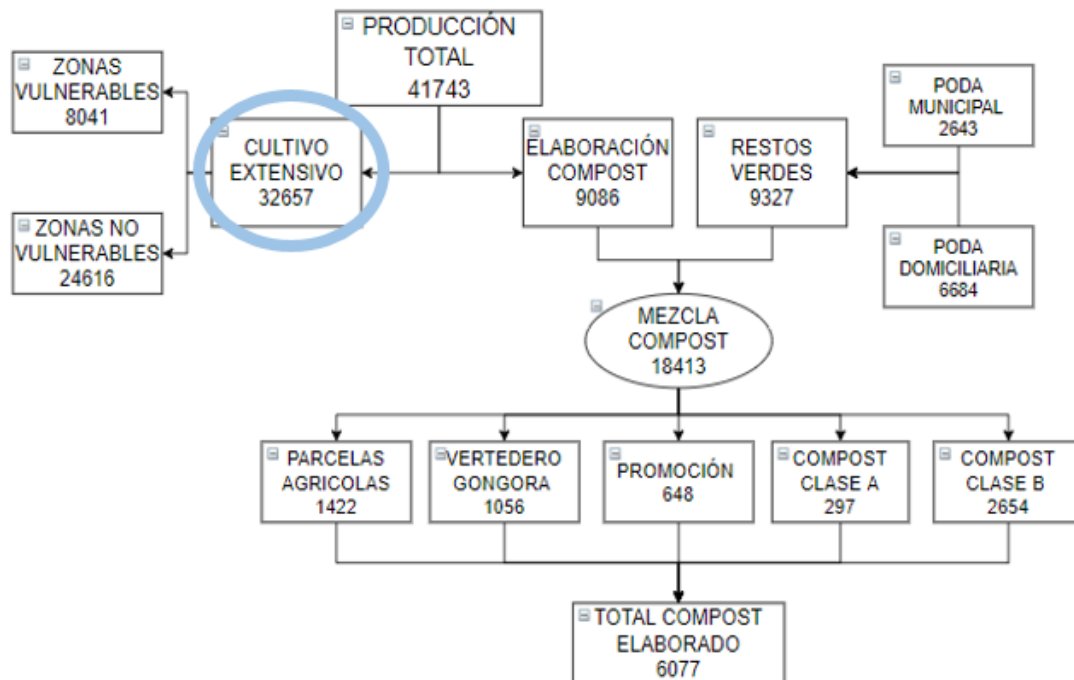 PRODUCCIÓN
TOTAL
41743
ZONAS
VULNERABLES
8041
CULTIVO
EXTENSIVO
32657
ZONAS NO
VULNERABLES
24616
ELABORACIÓN
COMPOST
9086
RESTOS
VERDES
9327
PODA
MUNICIPAL
2643
PODA
DOMICILIARIA
6684
MEZCLA
COMPOST
18413
PARCELAS
AGRICOLAS
1422
VERTEDERO
GONGORA
1056
PROMOCIÓN
648
COMPOST
CLASE A
297
COMPOST
CLASE B
2654
TOTAL COMPOST
ELABORADO
6077